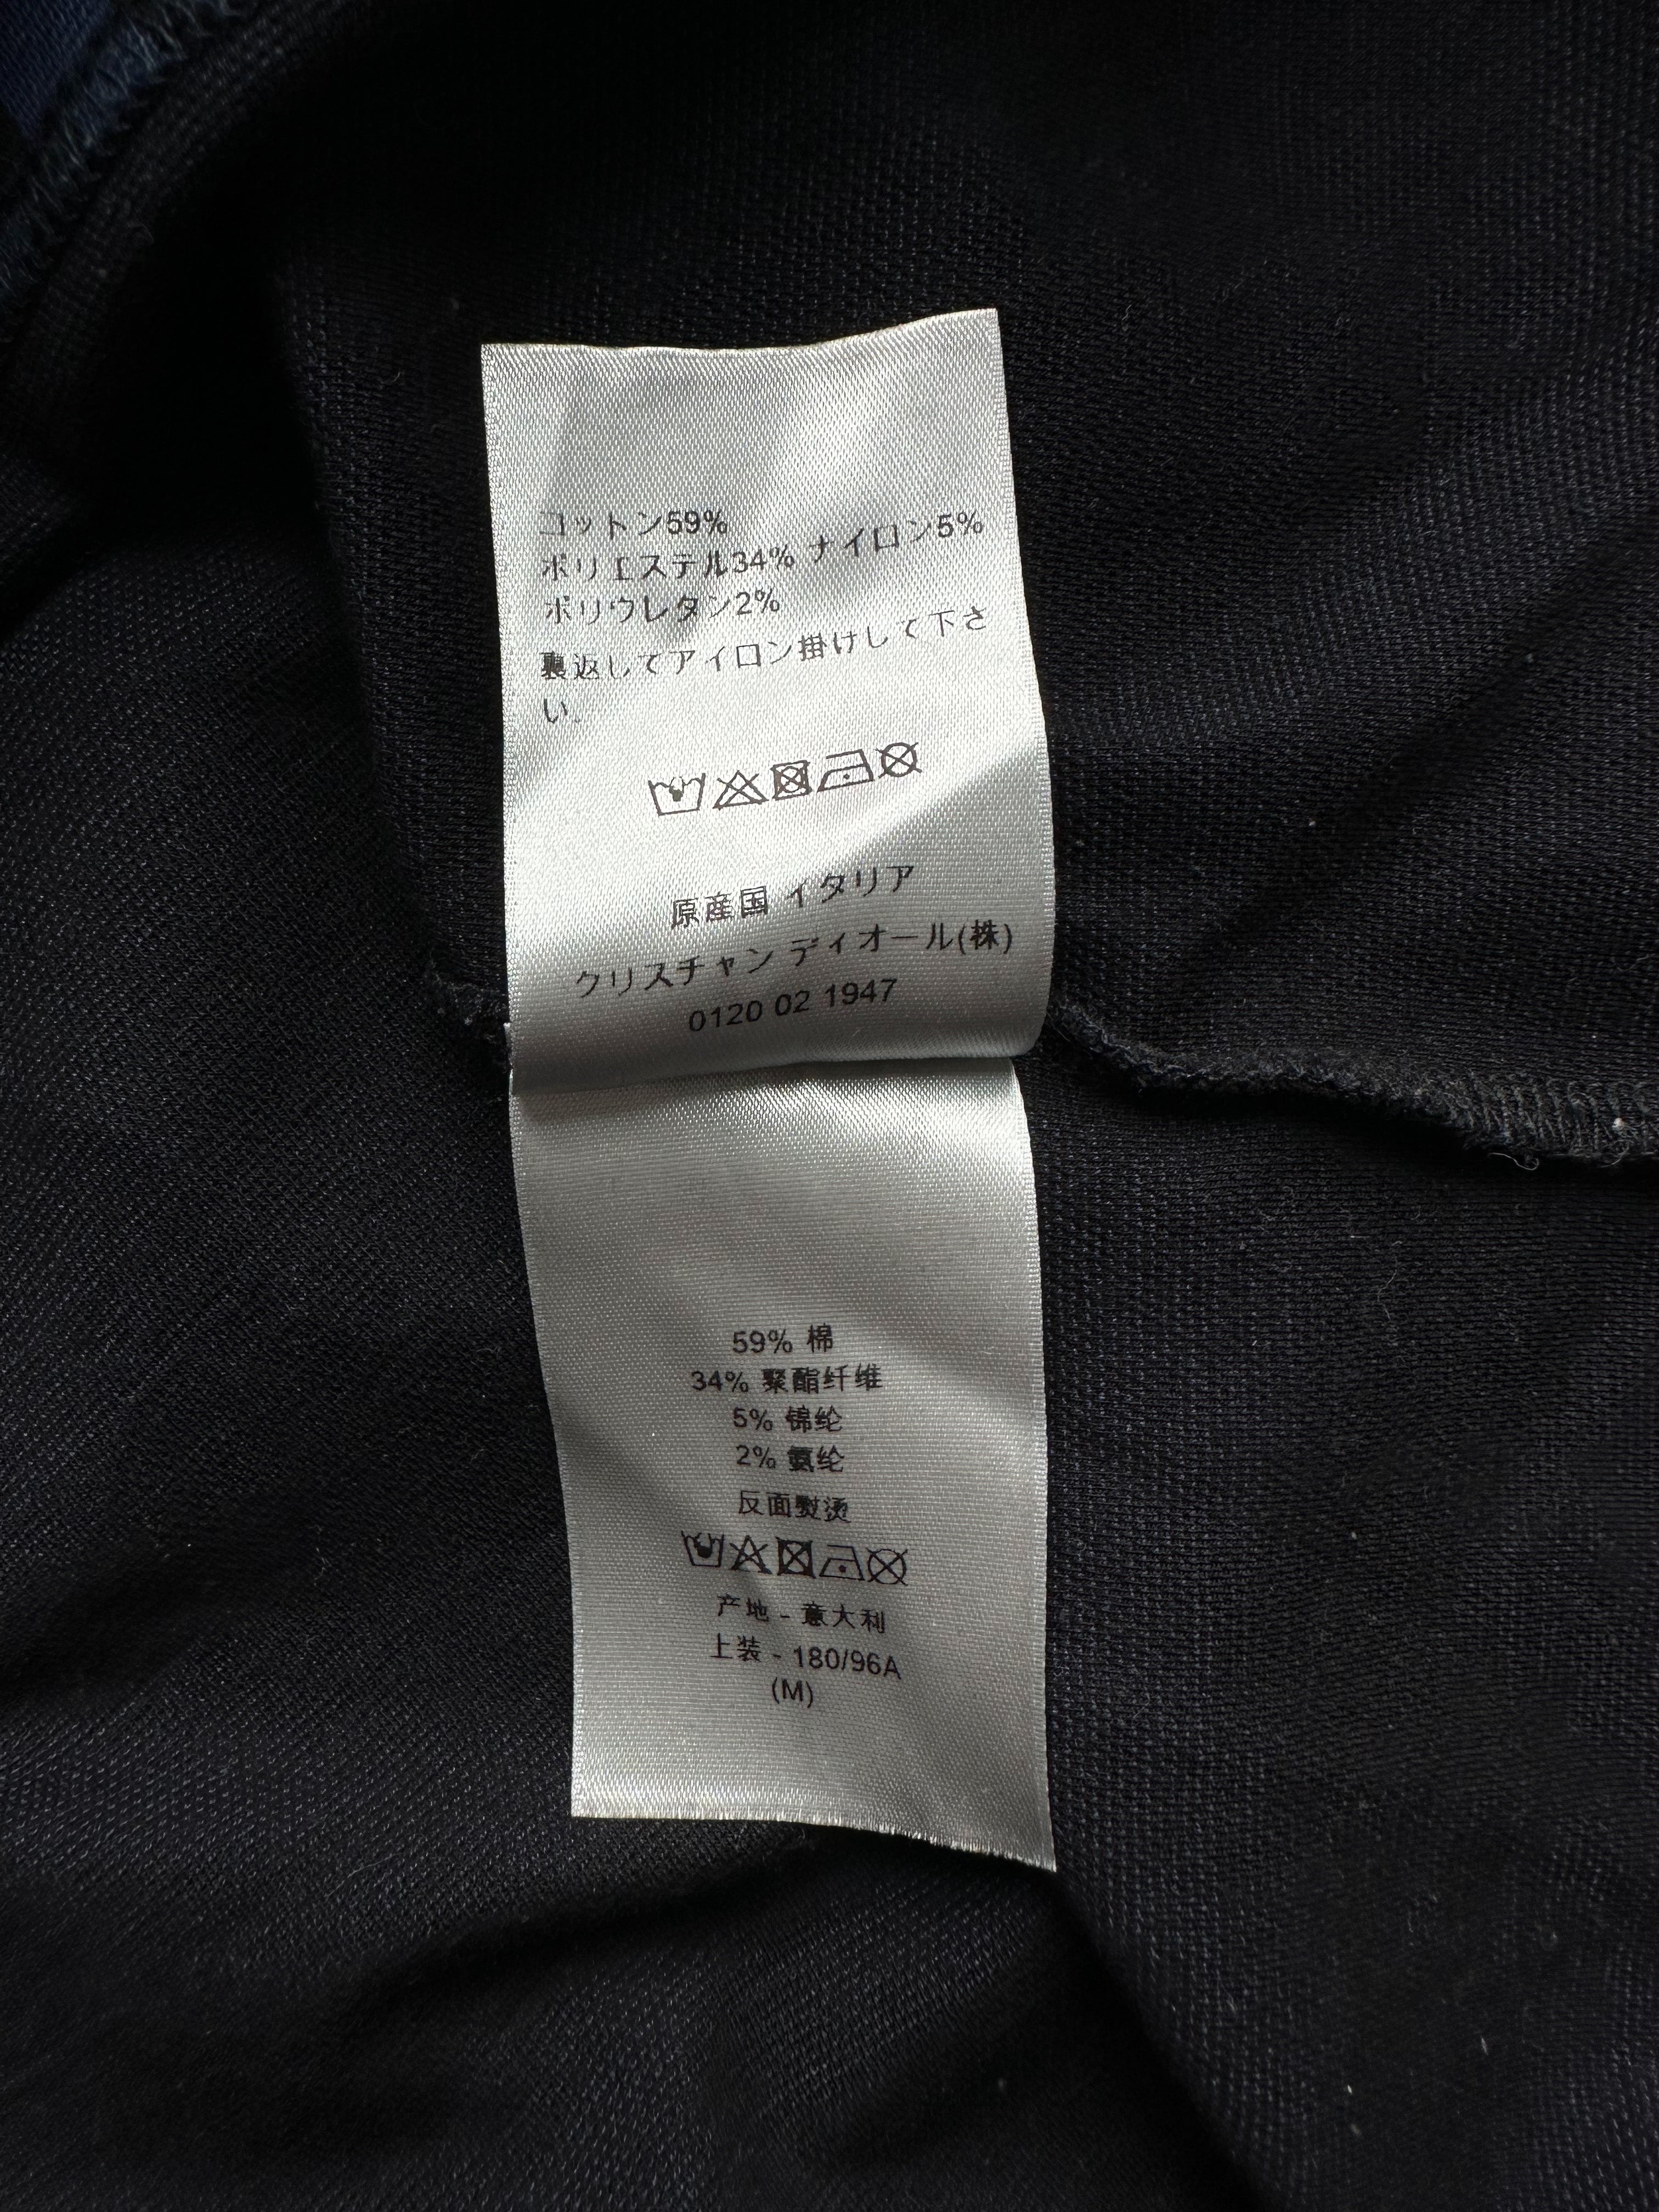 コットン59%
ポリエステル34% ナイロン5%
ポリウレタン2%
裏返してアイロン掛けして下さ
い。
原産国 イタリア
クリスチャン ディオール(株)
0120 02 1947
59% 棉
34% 聚酯纤维
5% 锦纶
2% 氨纶
反面熨烫
产地 - 意大利
上装 - 180/96A
(M)